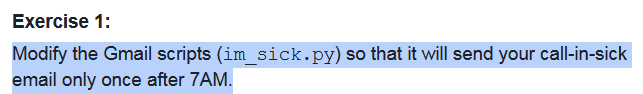 Exercise 1:
Modify the Gmail scripts (im_sick.py) so that it will send your call-in-sick
email only once after 7AM.